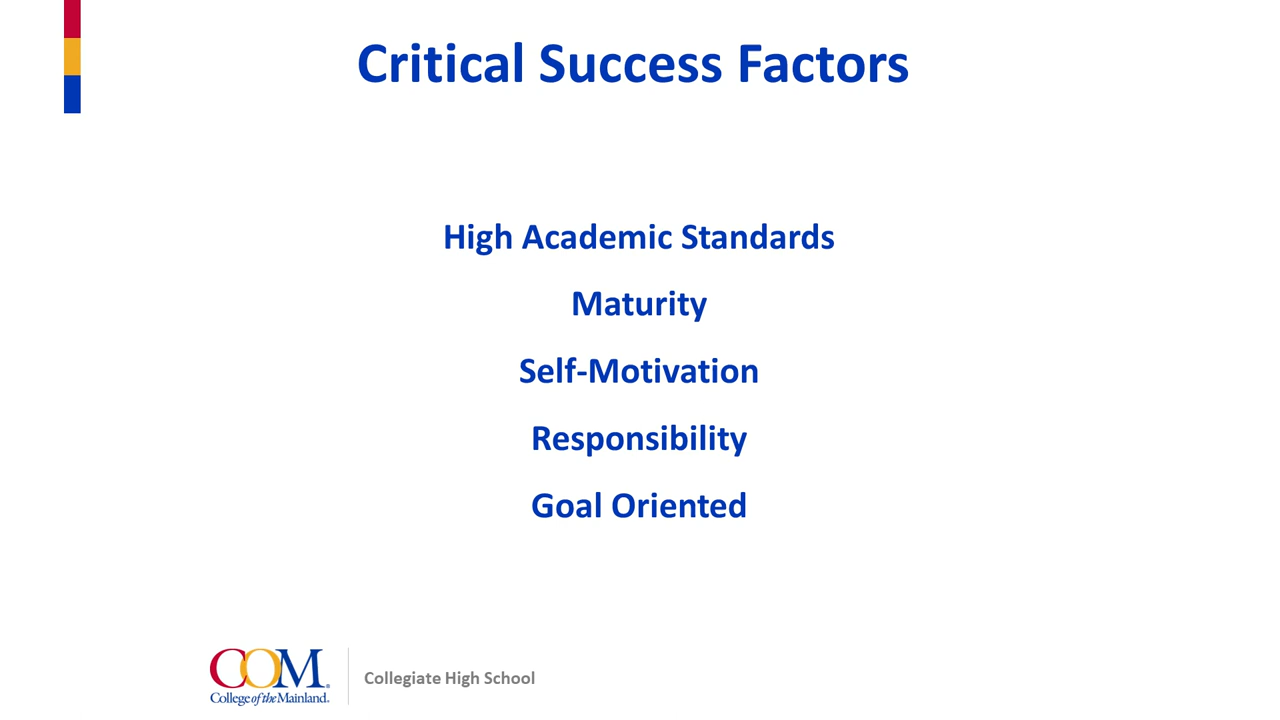 Critical Success Factors
High Academic Standards
Maturity
Self-Motivation
Responsibility
Goal Oriented
COM®
College of the Mainland®
Collegiate High School